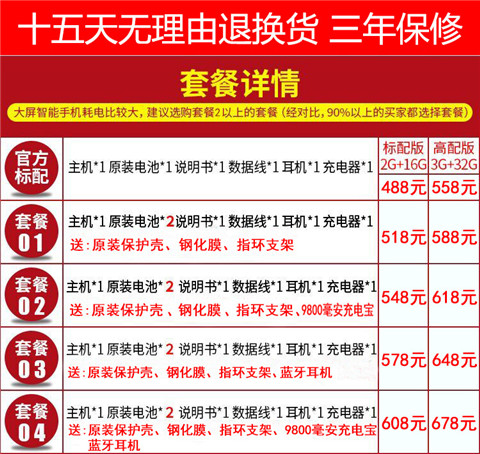 十五天无理由退换货 三年保修
套餐详情
大屏智能手机耗电比较大，建议选购套餐2以上的套餐（经对比，90%以上的买家都选择套餐）
官方标配
主机*1 原装电池*1 说明书*1 数据线*1 耳机*1 充电器*1
标配版 高配版
2G+16G 3G+32G
488元 558元
套餐01
主机*1 原装电池*2说明书*1 数据线*1 耳机*1 充电器*1
送：原装保护壳、钢化膜、指环支架
518元 588元
套餐02
主机*1 原装电池*2 说明书*1 数据线*1 耳机*1 充电器*1
送：原装保护壳、钢化膜 、指环支架、9800毫安充电宝
548元 618元
套餐03
主机*1 原装电池*2 说明书*1 数据线*1 耳机*1 充电器*1
送：原装保护壳、钢化膜、指环支架、蓝牙耳机
578元 648元
套餐04
主机*1 原装电池*2 说明书*1 数据线*1 耳机*1 充电器*1
送：原装保护壳、钢化膜、指环支架、9800毫安充电宝
蓝牙耳机
608元 678元